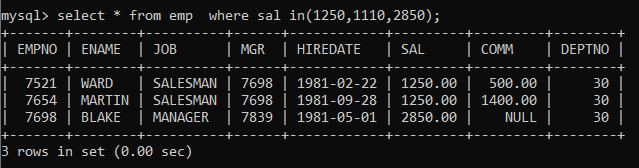 mysql> select * from emp  where sal in(1250,1110,2850);
+-------+--------+----------+------+------------+---------+---------+--------+
| EMPNO | ENAME  | JOB      | MGR  | HIREDATE   | SAL     | COMM    | DEPTNO |
+-------+--------+----------+------+------------+---------+---------+--------+
|  7521 | WARD   | SALESMAN | 7698 | 1981-02-22 | 1250.00 |  500.00 |     30 |
|  7654 | MARTIN | SALESMAN | 7698 | 1981-09-28 | 1250.00 | 1400.00 |     30 |
|  7698 | BLAKE  | MANAGER  | 7839 | 1981-05-01 | 2850.00 |    NULL |     30 |
+-------+--------+----------+------+------------+---------+---------+--------+
3 rows in set (0.00 sec)